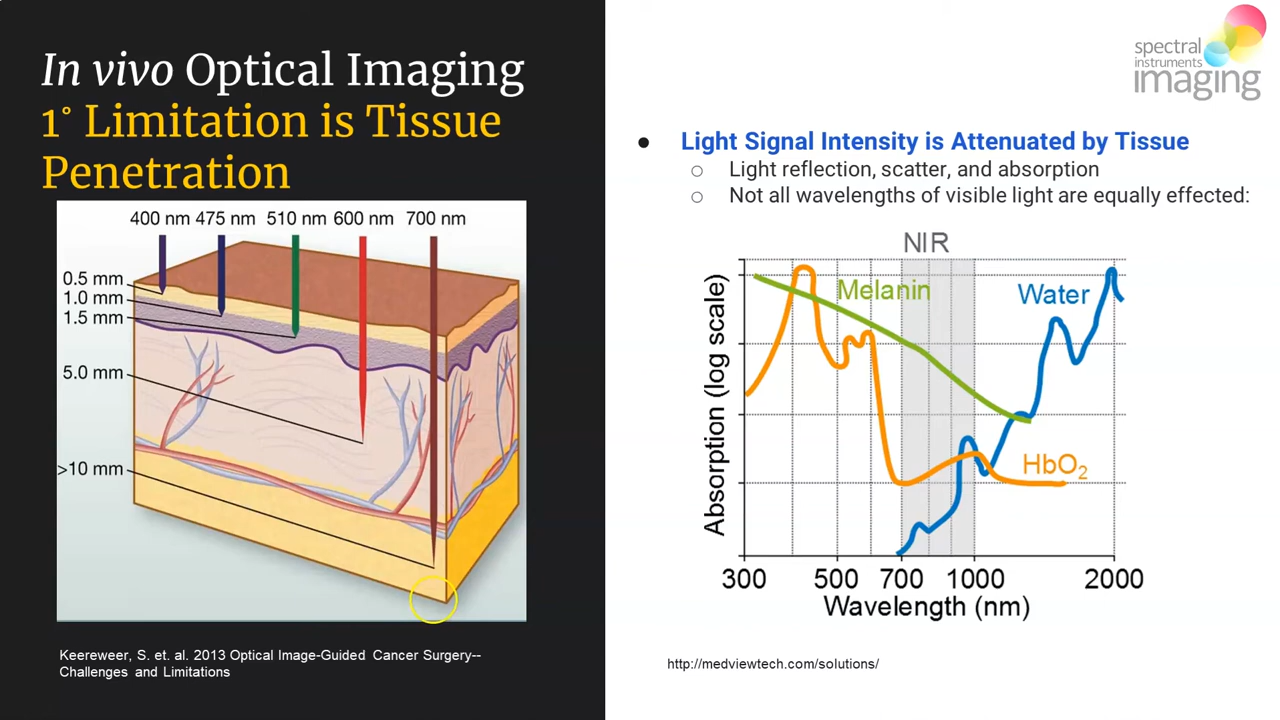 In vivo Optical Imaging
1° Limitation is Tissue
Penetration
400 nm 475 nm 510 nm 600 nm 700 nm
0.5 mm
1.0 mm
1.5 mm
5.0 mm
>10 mm
Keereweer, S. et. al. 2013 Optical Image-Guided Cancer Surgery--
Challenges and Limitations
spectral
instruments
imaging
● Light Signal Intensity is Attenuated by Tissue
○ Light reflection, scatter, and absorption
○ Not all wavelengths of visible light are equally effected:
NIR
Melanin
Water
HbO₂
Absorption (log scale)
300 500 700 1000 2000
Wavelength (nm)
http://medviewtech.com/solutions/